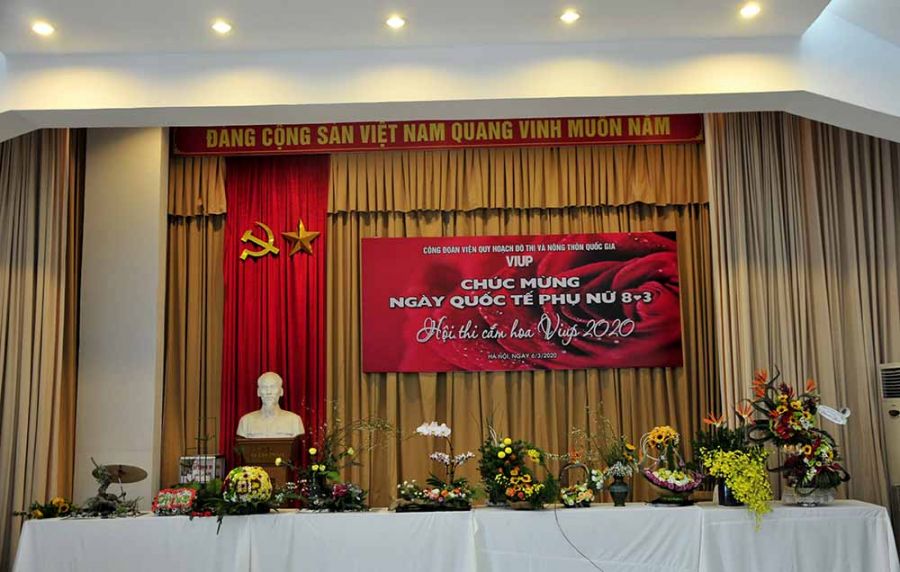 ĐẢNG CỘNG SẢN VIỆT NAM QUANG VINH MUÔN NĂM
CÔNG ĐOÀN VIỆN QUY HOẠCH ĐÔ THỊ VÀ NÔNG THÔN QUỐC GIA
VIUP
CHÚC MỪNG
NGÀY QUỐC TẾ PHỤ NỮ 8♥3
Hội thi cắm hoa Viup 2020
HÀ NỘI, NGÀY 6/3/2020